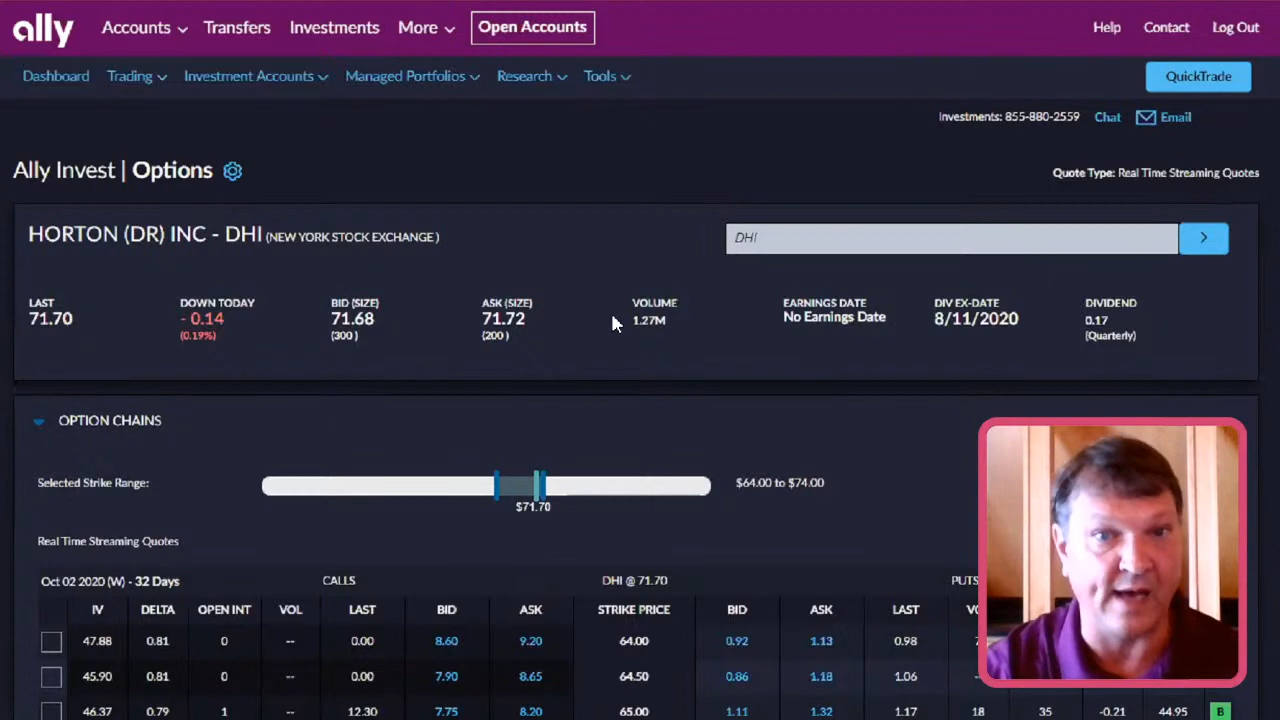 ally Accounts Transfers Investments More Open Accounts Help Contact Log Out
Dashboard Trading Investment Accounts Managed Portfolios Research Tools QuickTrade
Investments: 855-880-2559 Chat Email
Ally Invest | Options Quote Type: Real Time Streaming Quotes
HORTON (DR) INC - DHI (NEW YORK STOCK EXCHANGE ) DHI
LAST DOWN TODAY BID (SIZE) ASK (SIZE) VOLUME EARNINGS DATE DIV EX-DATE DIVIDEND
71.70 - 0.14 71.68 71.72 1.27M No Earnings Date 8/11/2020 0.17
(0.19%) (300 ) (200 ) (Quarterly)
OPTION CHAINS
Selected Strike Range: $64.00 to $74.00
$71.70
Real Time Streaming Quotes
Oct 02 2020 (W) - 32 Days CALLS DHI @ 71.70 PUTS
IV DELTA OPEN INT VOL LAST BID ASK STRIKE PRICE BID ASK LAST
47.88 0.81 0 -- 0.00 8.60 9.20 64.00 0.92 1.13 0.98
45.90 0.81 0 -- 0.00 7.90 8.65 64.50 0.86 1.18 1.06
46.37 0.79 1 -- 12.30 7.75 8.20 65.00 1.11 1.32 1.17 18 35 -0.21 44.95 B